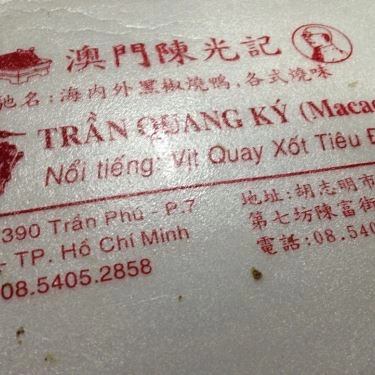 澳門陳光記
地名：海內外黑椒燒鴨，各式燒味
TRẦN QUANG KÝ (Macao
Nổi tiếng: Vịt Quay Xốt Tiêu Đ
390 Trần Phú - P.7
- TP. Hồ Chí Minh
08.5405.2858
地址：胡志明市
第七坊陳富街
電話：08.540